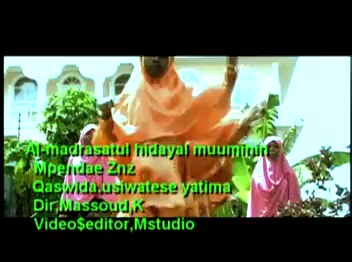 Al-madrasatul hidayal muuminin
Mpendae Znz
Qaswida.usiwatese yatima
Dir,Massoud,K
Video$editor,Mstudio